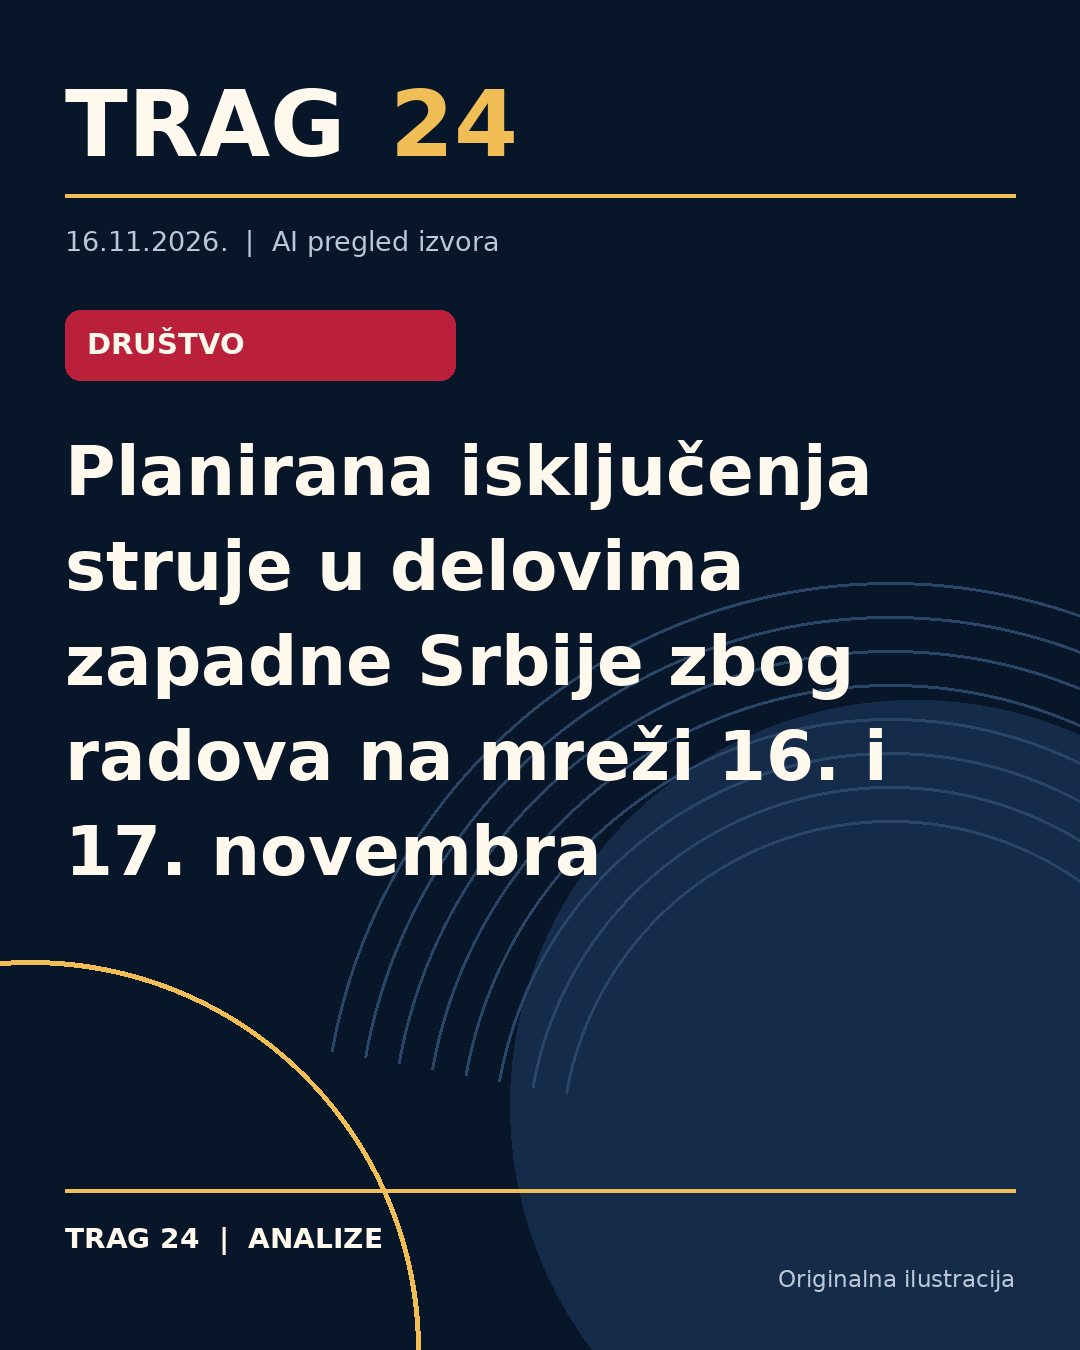 TRAG 24
16.11.2026. | AI pregled izvora
DRUŠTVO
Planirana isključenja
struje u delovima
zapadne Srbije zbog
radova na mreži 16. i
17. novembra
TRAG 24 | ANALIZE
Originalna ilustracija